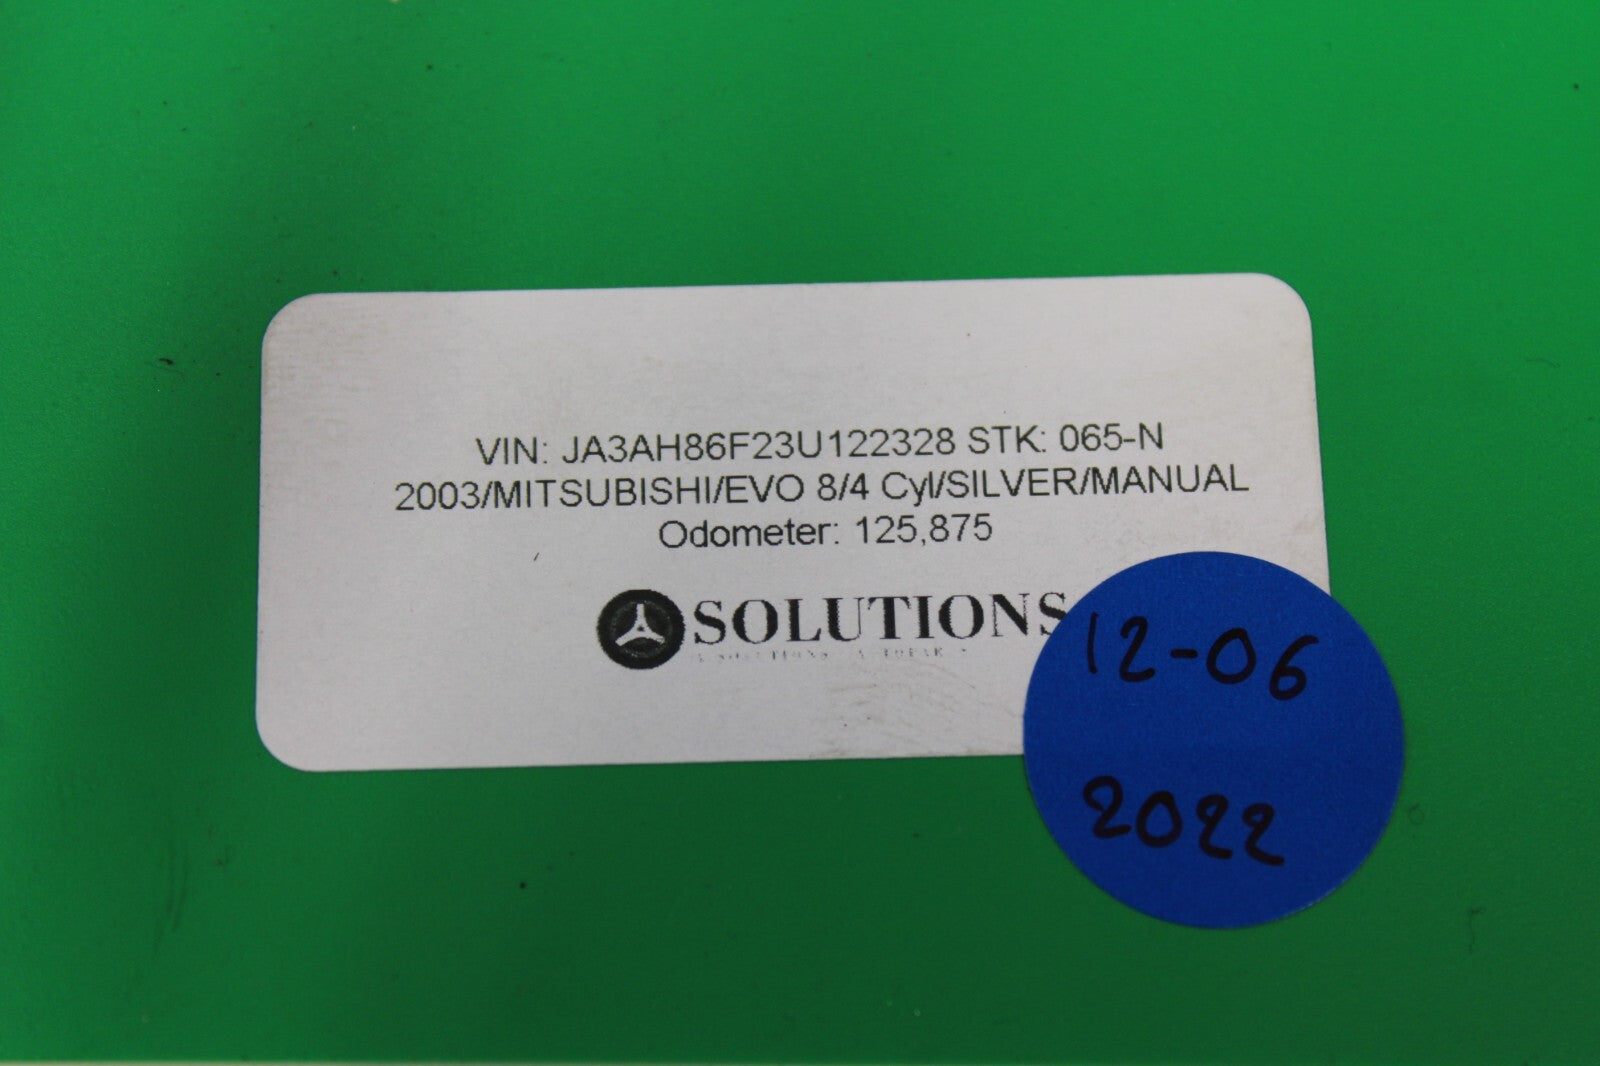 VIN: JA3AH86F23U122328 STK: 065-N
2003/MITSUBISHI/EVO 8/4 Cyl/SILVER/MANUAL
Odometer: 125,875
SOLUTIONS
12-06
2022